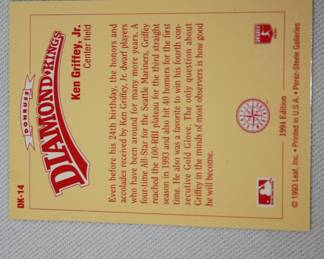 DK-14
DONRUSS
DIAMOND KINGS
Ken Griffey, Jr.
Center field
Even before his 24th birthday, the honors and
accolades received by Ken Griffey, Jr. dwarf players
who have been around for many more years. A
four-time All-Star for the Seattle Mariners, Griffey
reached the 100-RBI plateau for the third straight
season in 1993 and also hit 40 homers for the first
time. He also was a favorite to win his fourth con-
secutive Gold Glove. The only question about
Griffey in the minds of most observers is how good
he will become.
1994 Edition
© 1993 Leaf, Inc. • Printed in U.S.A. • Perez-Steele Galleries